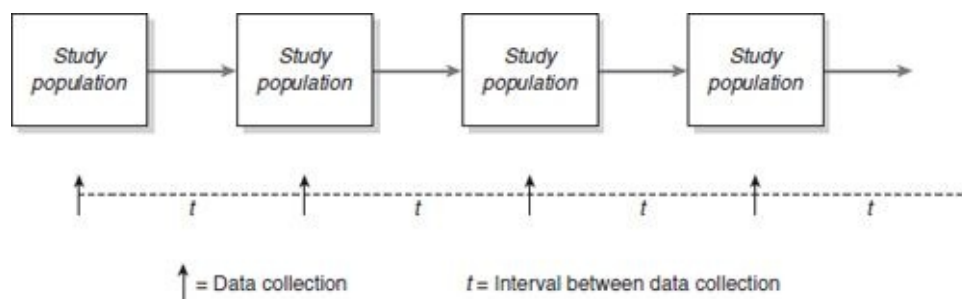 Study population
Study population
Study population
Study population
t
t
t
t
= Data collection
t = Interval between data collection